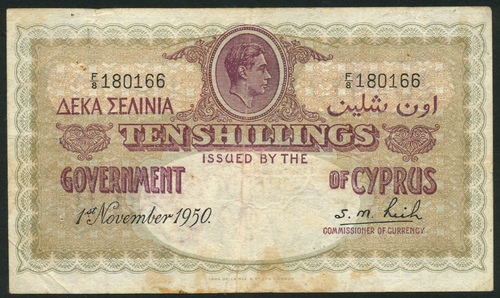 F/8 180166 F/8 180166
ΔΕΚΑ ΣΕΛΙΝΙΑ اون شلين
TEN SHILLINGS
ISSUED BY THE
GOVERNMENT OF CYPRUS
1st November 1950.
COMMISSIONER OF CURRENCY